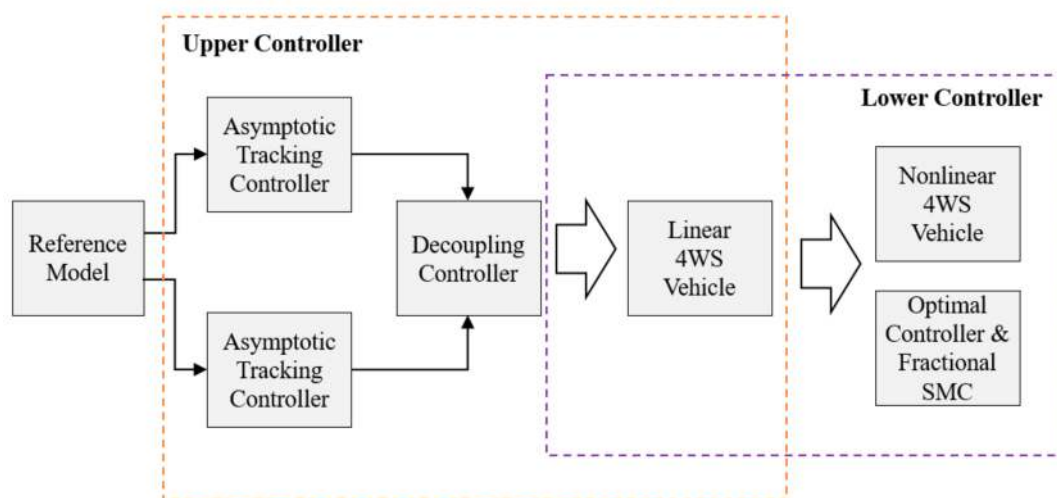 Upper Controller
Lower Controller
Asymptotic
Tracking
Controller
Reference
Model
Decoupling
Controller
Asymptotic
Tracking
Controller
Linear
4WS
Vehicle
Nonlinear
4WS
Vehicle
Optimal
Controller &
Fractional
SMC